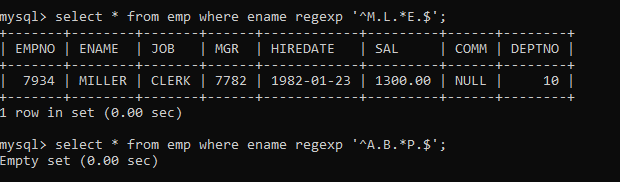 mysql> select * from emp where ename regexp '^M.L.*E.$';
+-------+--------+-------+------+------------+---------+------+--------+
| EMPNO | ENAME | JOB | MGR | HIREDATE | SAL | COMM | DEPTNO |
+-------+--------+-------+------+------------+---------+------+--------+
| 7934 | MILLER | CLERK | 7782 | 1982-01-23 | 1300.00 | NULL | 10 |
+-------+--------+-------+------+------------+---------+------+--------+
1 row in set (0.00 sec)
mysql> select * from emp where ename regexp '^A.B.*P.$';
Empty set (0.00 sec)